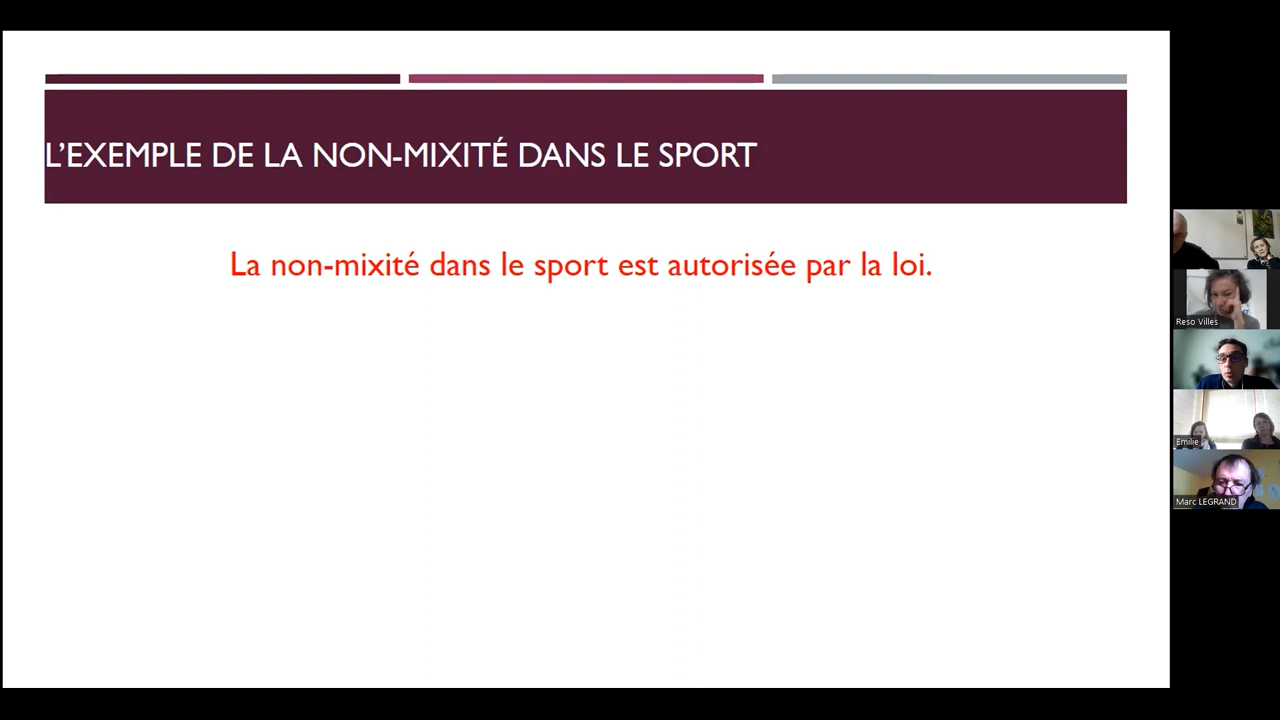 L'EXEMPLE DE LA NON-MIXITÉ DANS LE SPORT
La non-mixité dans le sport est autorisée par la loi.
Reso Villes
Emilie
Marc LEGRAND